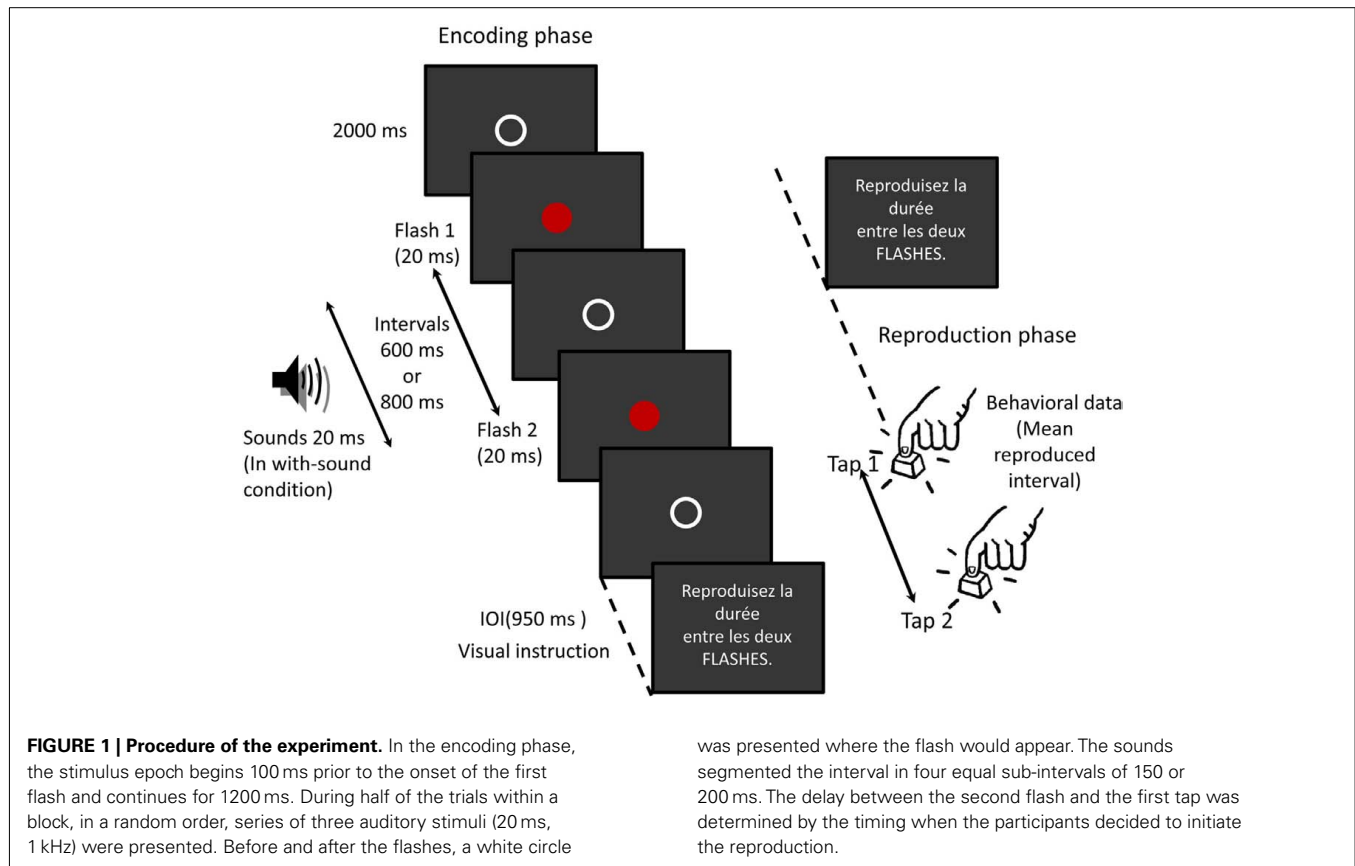 Encoding phase
2000 ms
Flash 1
(20 ms)
Intervals
600 ms
or
800 ms
Sounds 20 ms
(In with-sound
condition)
Flash 2
(20 ms)
IOI(950 ms )
Visual instruction
Reproduisez la
durée
entre les deux
FLASHES.
Reproduisez la
durée
entre les deux
FLASHES.
Reproduction phase
Behavioral data
(Mean
reproduced
interval)
Tap 1
Tap 2
FIGURE 1 | Procedure of the experiment. In the encoding phase,
the stimulus epoch begins 100 ms prior to the onset of the first
flash and continues for 1200 ms. During half of the trials within a
block, in a random order, series of three auditory stimuli (20 ms,
1 kHz) were presented. Before and after the flashes, a white circle
was presented where the flash would appear. The sounds
segmented the interval in four equal sub-intervals of 150 or
200 ms. The delay between the second flash and the first tap was
determined by the timing when the participants decided to initiate
the reproduction.